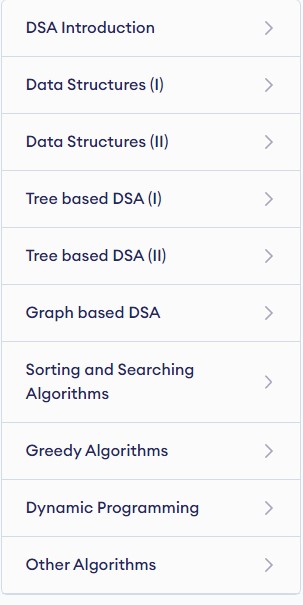 DSA Introduction
Data Structures (I)
Data Structures (II)
Tree based DSA (I)
Tree based DSA (II)
Graph based DSA
Sorting and Searching
Algorithms
Greedy Algorithms
Dynamic Programming
Other Algorithms